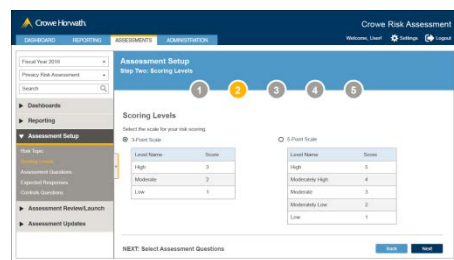 Crowe Horwath
Crowe Risk Assessment
DASHBOARD REPORTING ASSESSMENTS ADMINISTRATION
Welcome, User! Settings Logout
Fiscal Year 2016
Privacy Risk Assessment
Search
Dashboards
Reporting
Assessment Setup
Risk Topic
Scoring Levels
Assessment Questions
Expected Responses
Controls Questions
Assessment Review/Launch
Assessment Updates
Assessment Setup
Step Two: Scoring Levels
1 2 3 4 5
Scoring Levels
Select the scale for your risk scoring.
3-Point Scale
Level Name Score
High 3
Moderate 2
Low 1
5-Point Scale
Level Name Score
High 5
Moderately High 4
Moderate 3
Moderately Low 2
Low 1
NEXT: Select Assessment Questions
Back Next